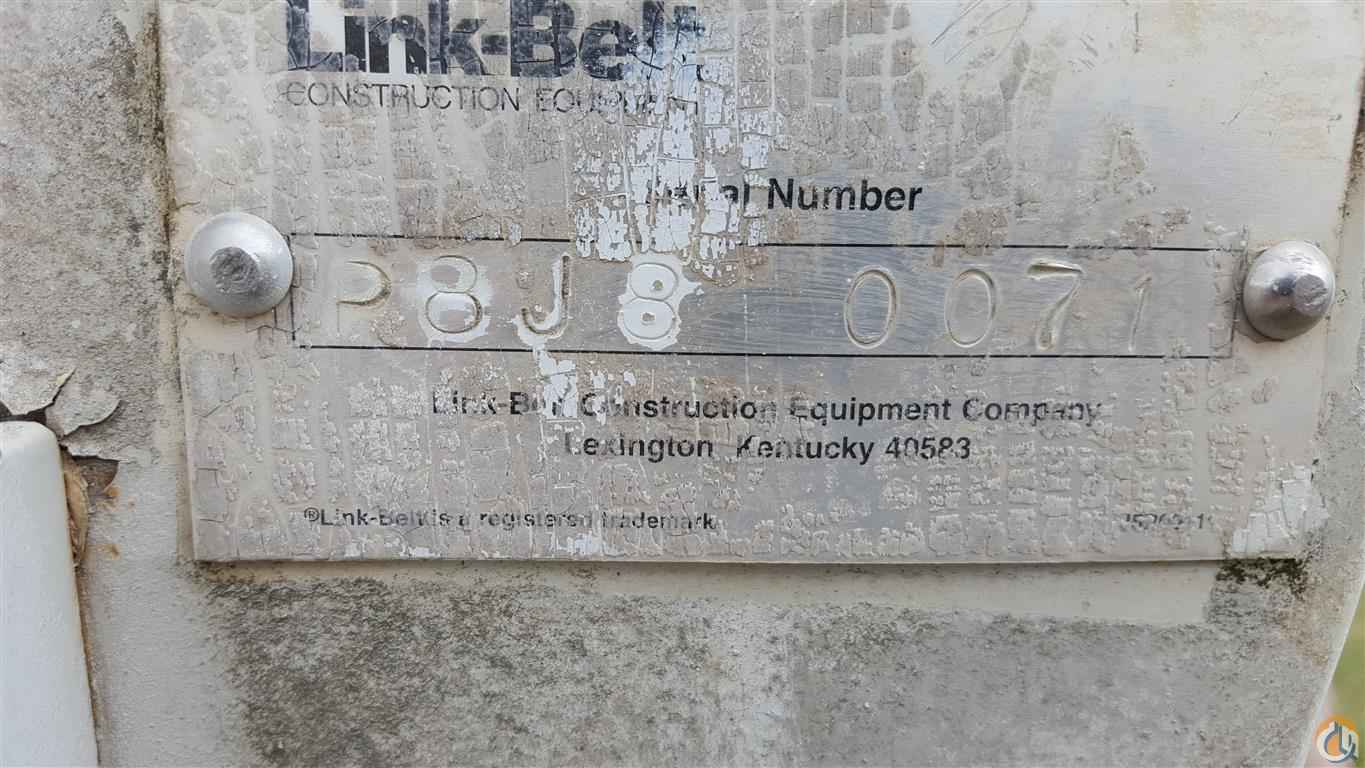 Link-Belt
CONSTRUCTION EQUIPMENT
Serial Number
P8J8 0071
Link-Belt Construction Equipment Company
Lexington Kentucky 40583
®Link-Belt is a registered trademark